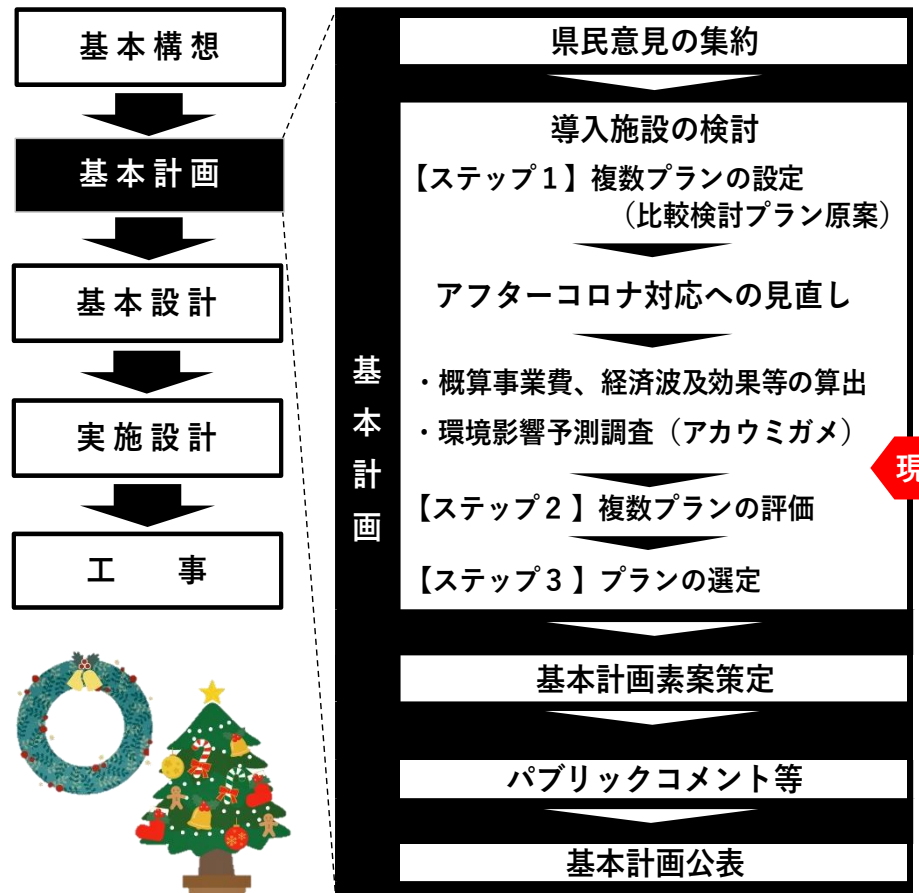 基本構想
基本計画
基本設計
実施設計
工　事
基本計画
県民意見の集約
導入施設の検討
【ステップ１】複数プランの設定
（比較検討プラン原案）
アフターコロナ対応への見直し
・概算事業費、経済波及効果等の算出
・環境影響予測調査（アカウミガメ）
現
【ステップ２】複数プランの評価
【ステップ３】プランの選定
基本計画素案策定
パブリックコメント等
基本計画公表